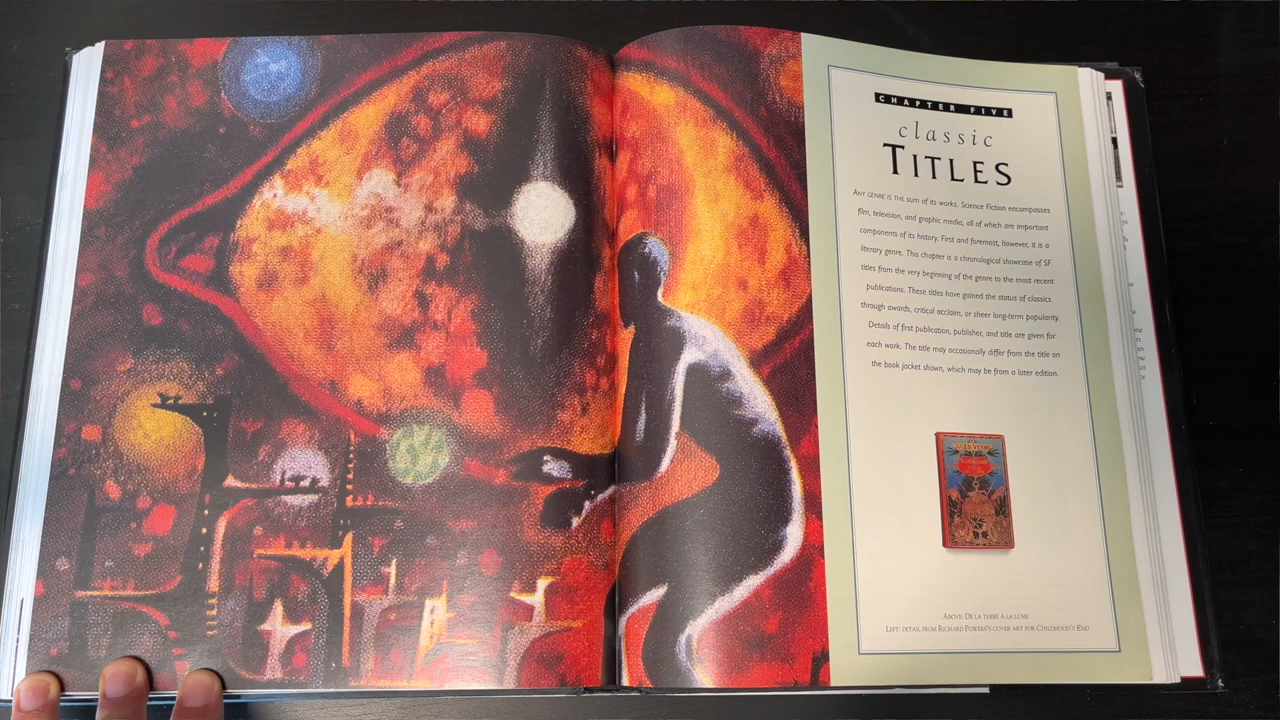 CHAPTER FIVE
classic
TITLES
ANY GENRE IS THE sum of its works. Science Fiction encompasses
film, television, and graphic media, all of which are important
components of its history. First and foremost, however, it is a
literary genre. This chapter is a chronological showcase of SF
titles from the very beginning of the genre to the most recent
publications. These titles have gained the status of classics
through awards, critical acclaim, or sheer long-term popularity.
Details of first publication, publisher, and title are given for
each work. The title may occasionally differ from the title on
the book jacket shown, which may be from a later edition.
JULES VERNE
ABOVE: DE LA TERRE À LA LUNE
LEFT: DETAIL FROM RICHARD POWERS'S COVER ART FOR CHILDHOOD'S END